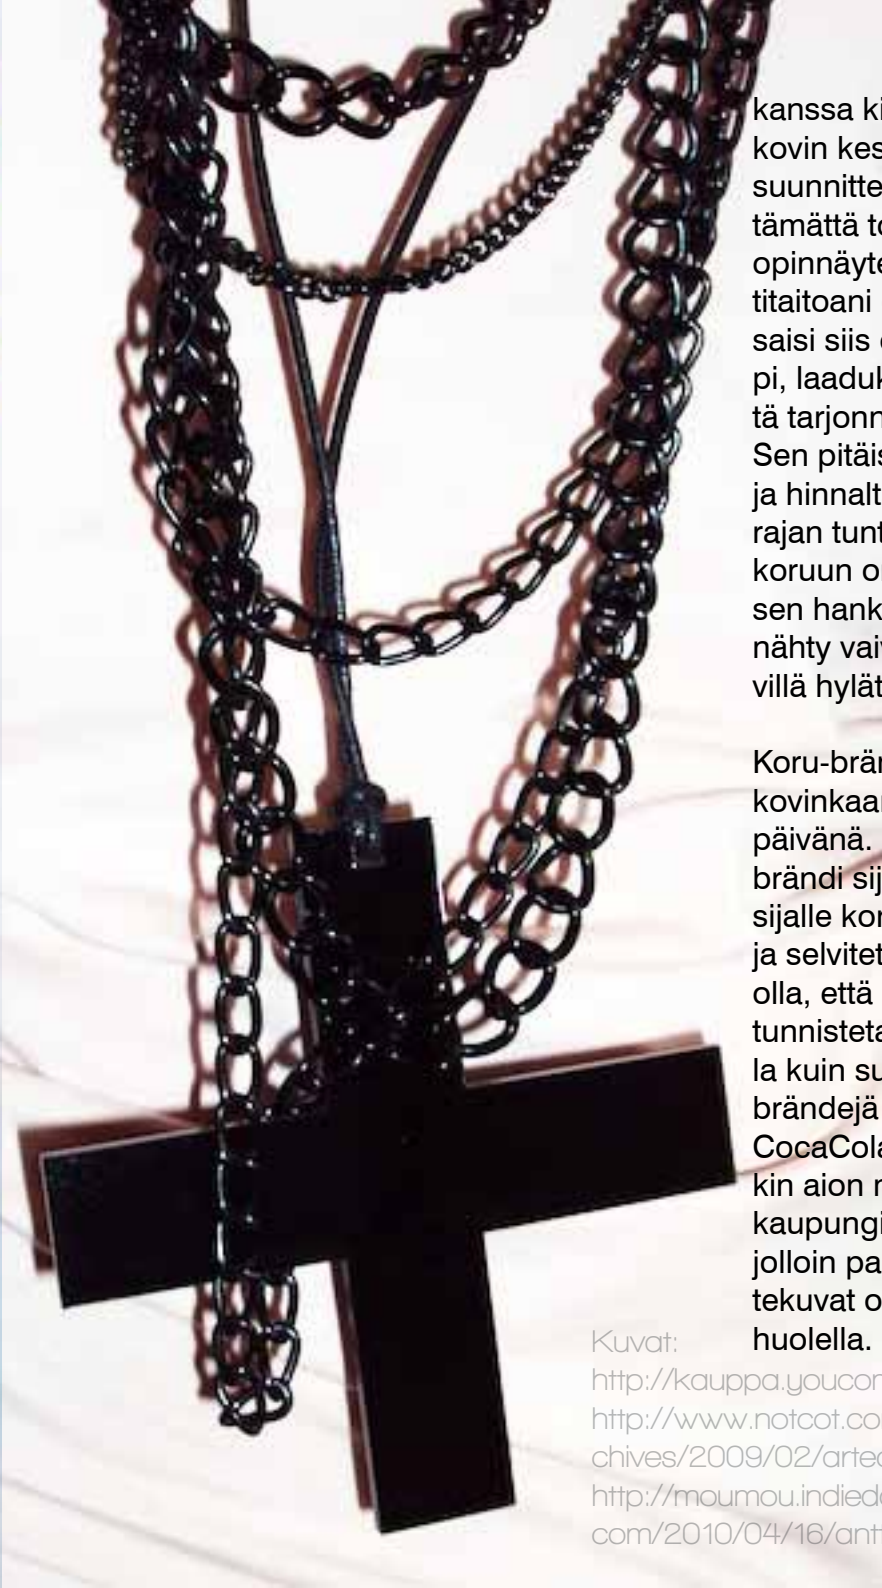 kanssa ki
kovin kes
suunnitte
tämättä to
opinnäyte
titaitoani
saisi siis
pi, laaduk
tä tarjonn
Sen pitäis
ja hinnalt
rajan tunt
koruun o
sen hank
nähty vai
villä hylät
Koru-brän
kovinkaan
päivänä.
brändi sij
sijalle kor
ja selvitet
olla, että
tunnisteta
la kuin su
brändejä
CocaCola
kin aion
kaupungi
jolloin pa
tekuvat o
huolella.
Kuvat:
http://kauppa.youcon
http://www.notcot.co
chives/2009/02/arte
http://moumou.indied
com/2010/04/16/antt